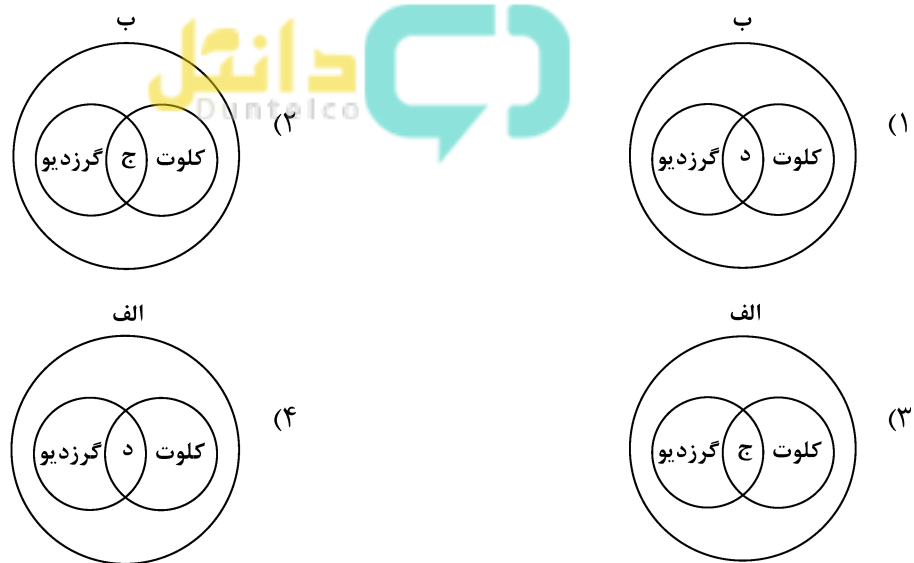 ب
ب
دانتل
Duntelco
۱)
کلوت د گرزدیو
۲)
کلوت ج گرزدیو
الف
الف
۳)
کلوت ج گرزدیو
۴)
کلوت د گرزدیو